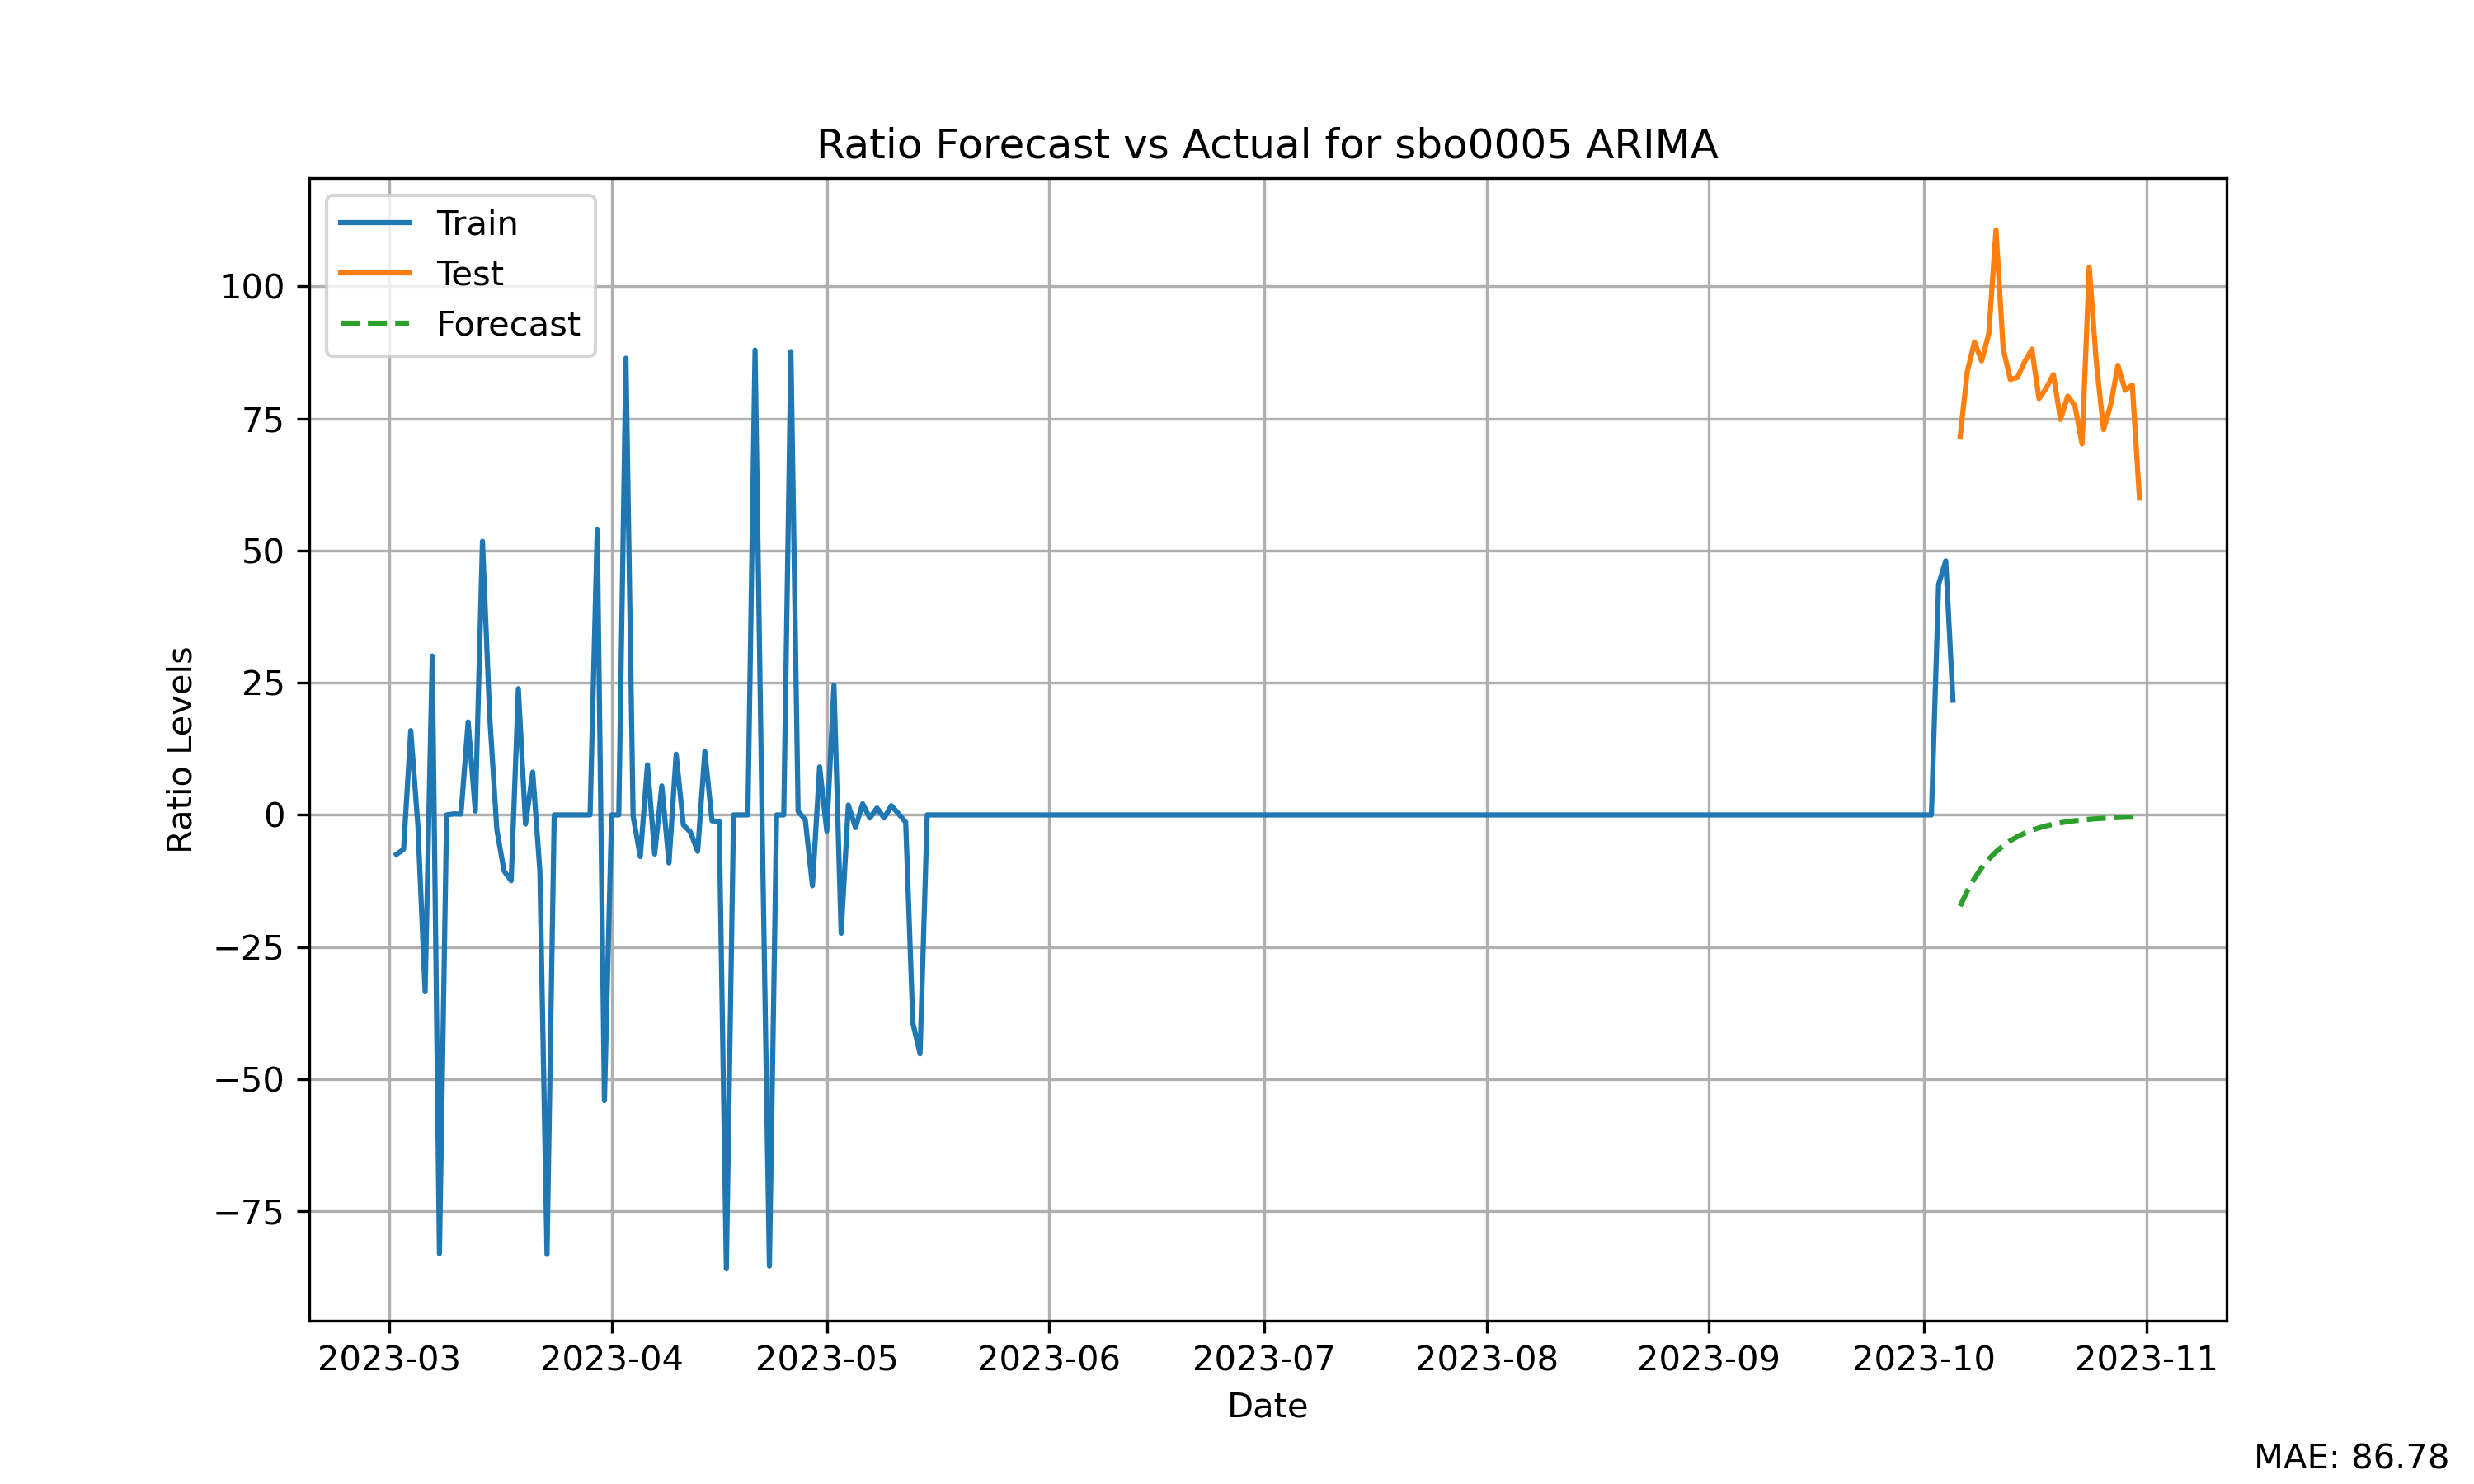 Ratio Forecast vs Actual for sbo0005 ARIMA
Train
Test
Forecast
100
75
50
25
0
−25
−50
−75
Ratio Levels
2023-03 2023-04 2023-05 2023-06 2023-07 2023-08 2023-09 2023-10 2023-11
Date
MAE: 86.78